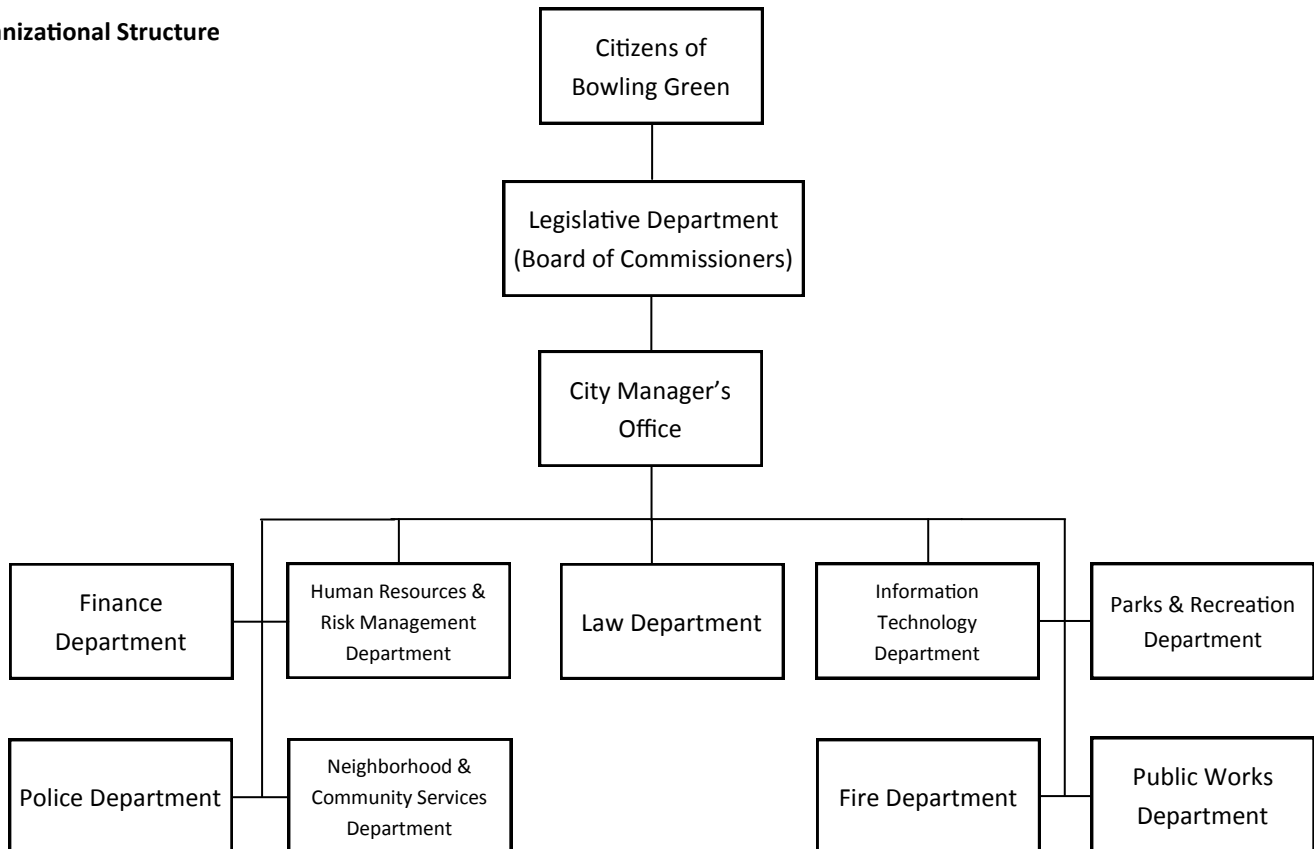 nizational Structure
Citizens of
Bowling Green
Legislative Department
(Board of Commissioners)
City Manager’s
Office
Finance
Department
Human Resources &
Risk Management
Department
Law Department
Information
Technology
Department
Parks & Recreation
Department
Police Department
Neighborhood &
Community Services
Department
Fire Department
Public Works
Department